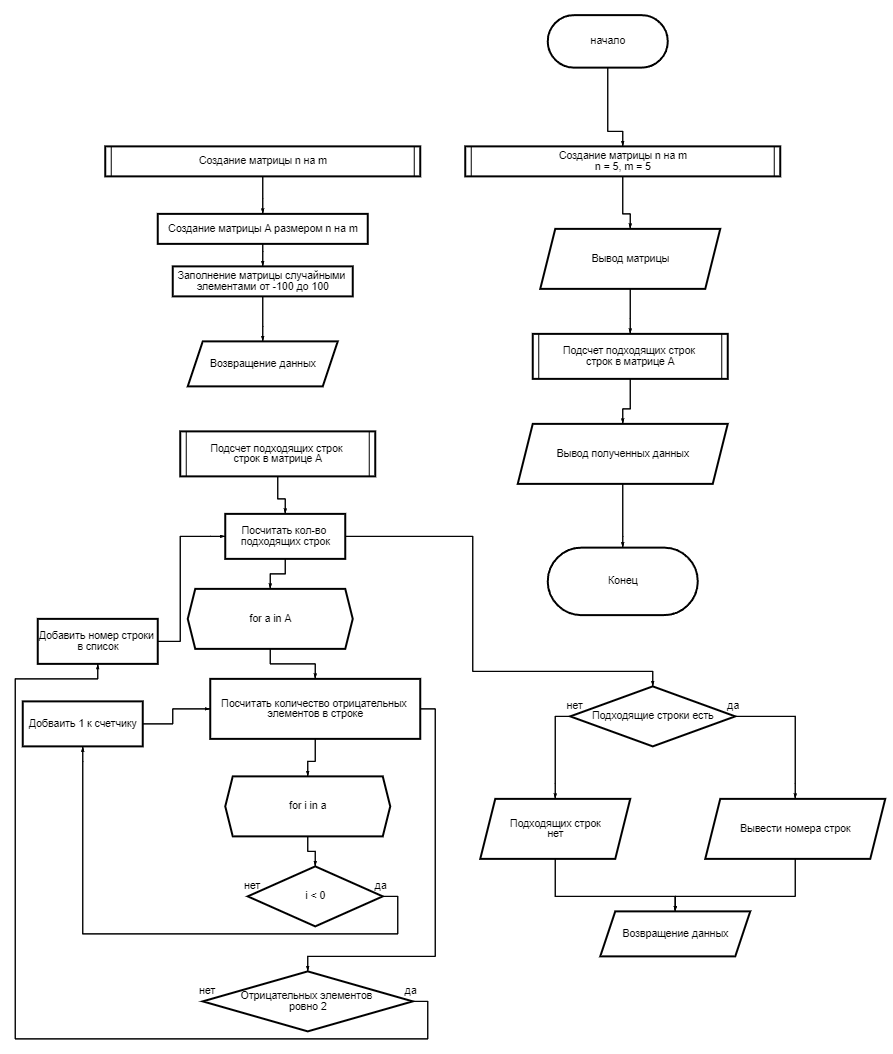 начало
Создание матрицы n на m
Создание матрицы n на m
n = 5, m = 5
Создание матрицы А размером n на m
Вывод матрицы
Заполнение матрицы случайными
элементами от -100 до 100
Возвращение данных
Подсчет подходящих строк
строк в матрице А
Подсчет подходящих строк
строк в матрице А
Вывод полученных данных
Посчитать кол-во
подходящих строк
Конец
for a in A
Добавить номер строки
в список
Посчитать количество отрицательных
элементов в строке
Добваить 1 к счетчику
нет
Подходящие строки есть
да
for i in a
Подходящих строк
нет
Вывести номера строк
нет
i < 0
да
Возвращение данных
нет
Отрицательных элементов
ровно 2
да